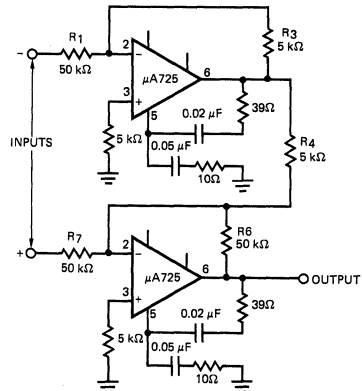 R1
50 kΩ
2
−
μA725
6
3
+
5
R3
5 kΩ
39Ω
0.02 μF
5 kΩ
0.05 μF
10Ω
R4
5 kΩ
−
INPUTS
+
R7
50 kΩ
2
−
μA725
6
3
+
5
R6
50 kΩ
OUTPUT
39Ω
0.02 μF
5 kΩ
0.05 μF
10Ω